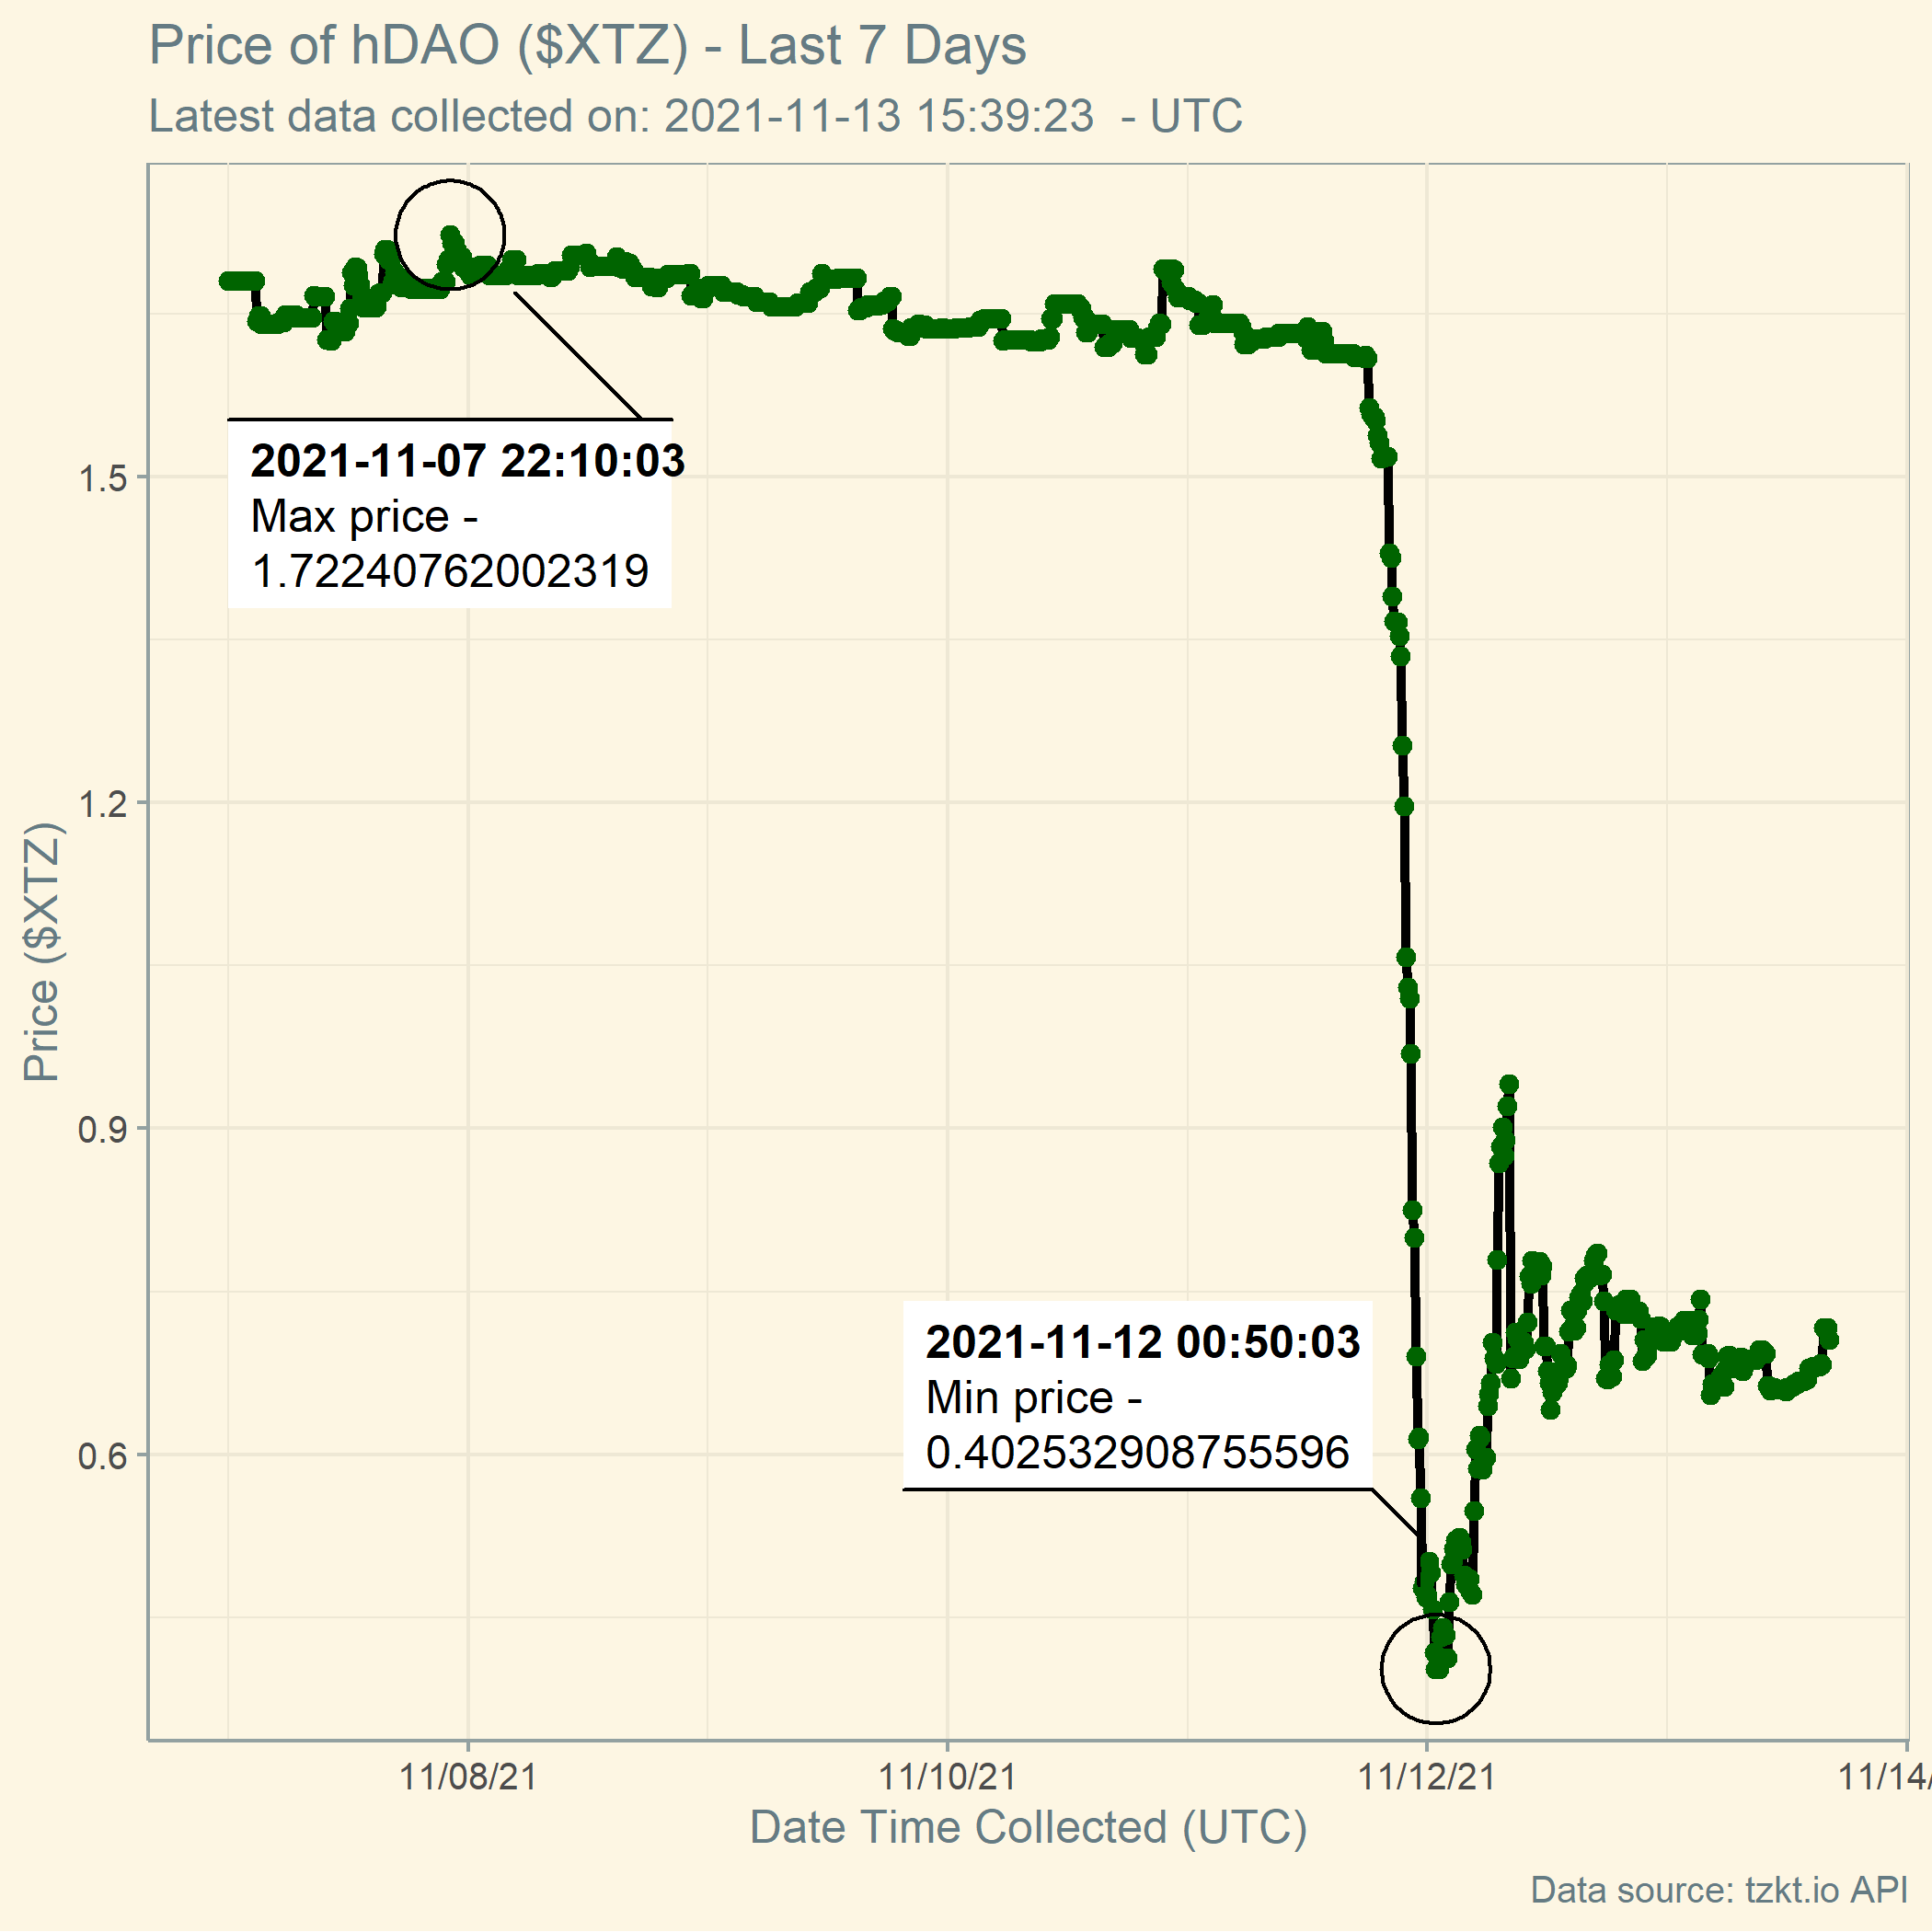 Price of hDAO ($XTZ) - Last 7 Days
Latest data collected on: 2021-11-13 15:39:23  - UTC
2021-11-07 22:10:03
Max price -
1.72240762002319
1.5
1.2
Price ($XTZ)
0.9
2021-11-12 00:50:03
Min price -
0.402532908755596
0.6
11/08/21
11/10/21
11/12/21
11/14/
Date Time Collected (UTC)
Data source: tzkt.io API